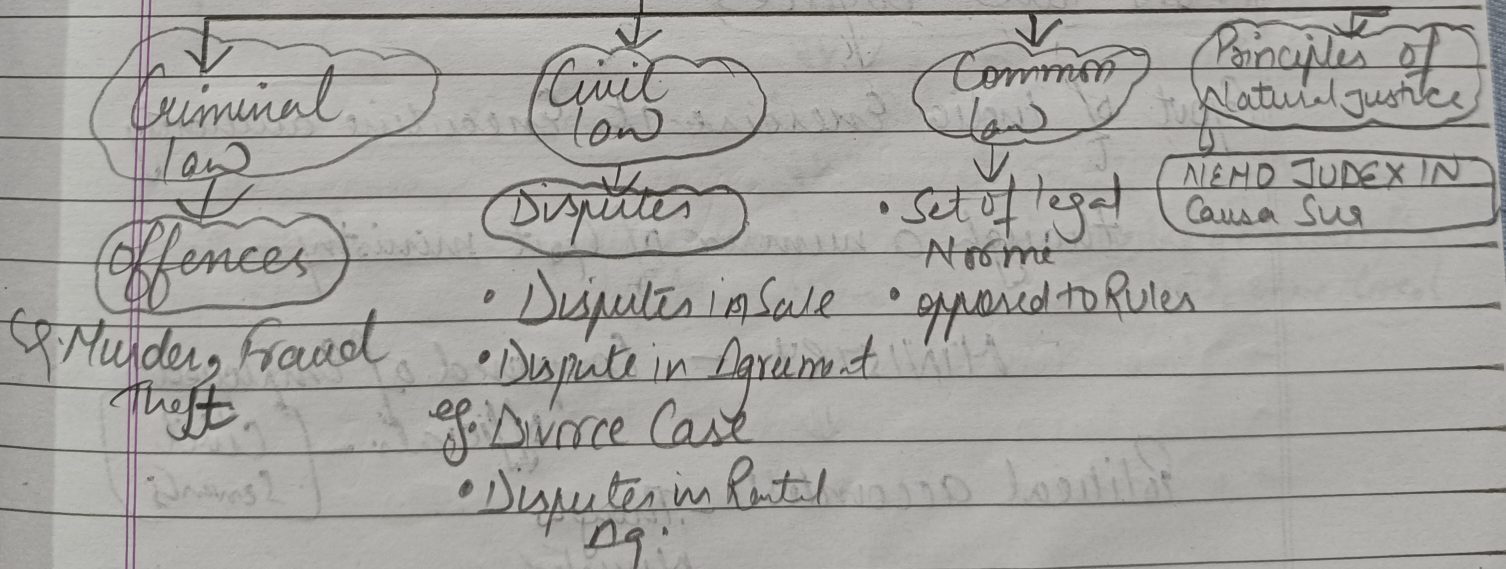 Criminal
law
Offences
eg. Murder, Fraud
Theft.
Civil
law
Disputes
• Disputes in Sale
• Dispute in Agreement
eg. Divorce Case
• Disputes in Rental
Ag.
Common
law
• Set of legal
Norms
• opposed to Rules
Principles of
Natural justice
NEMO JUDEX IN
Causa Sua